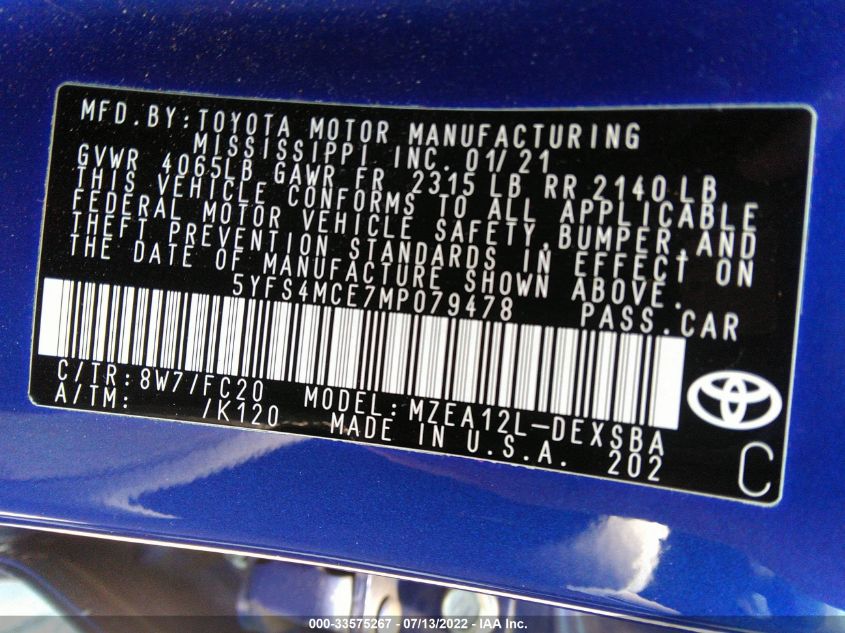 MFD.BY:TOYOTA MOTOR MANUFACTURING
MISSISSIPPI INC. 01/21
GVWR 4065LB GAWR FR 2315 LB RR 2140 LB
THIS VEHICLE CONFORMS TO ALL APPLICABLE
FEDERAL MOTOR VEHICLE SAFETY,BUMPER,AND
THEFT PREVENTION STANDARDS IN EFFECT ON
THE DATE OF MANUFACTURE SHOWN ABOVE.
5YFS4MCE7MP079478 PASS.CAR
C/TR:8W7/FC20 MODEL:MZEA12L-DEXSBA
A/TM: /K120 MADE IN U.S.A. 202
C
000-33575267 - 07/13/2022 - Copyright © IAA, Inc.